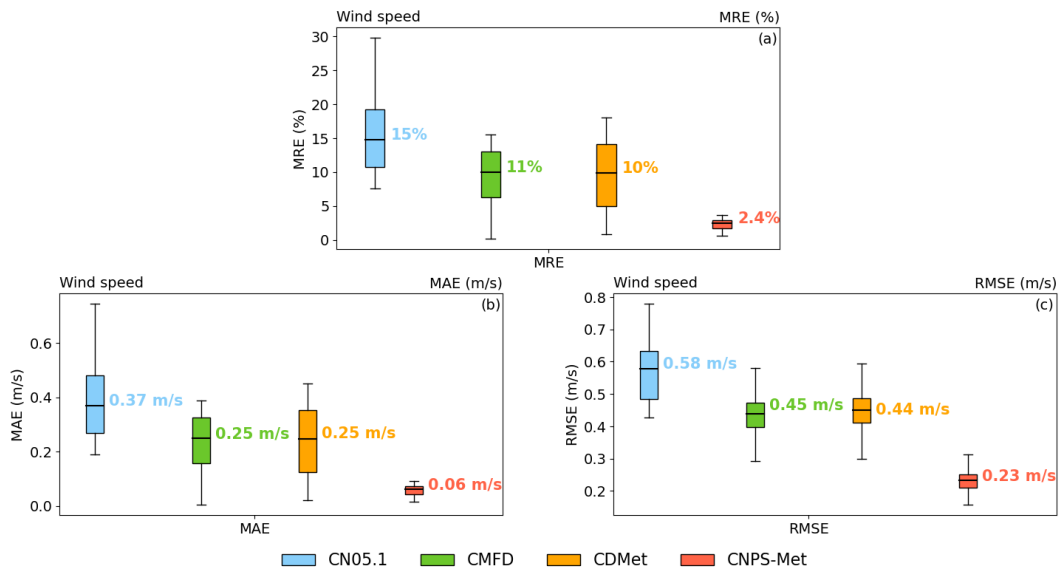 Wind speed MRE (%)
(a)
30
25
20
15
10
5
0
MRE (%)
15%
11%
10%
2.4%
MRE
Wind speed MAE (m/s)
(b)
0.6
0.4
0.2
0.0
MAE (m/s)
0.37 m/s
0.25 m/s
0.25 m/s
0.06 m/s
MAE
Wind speed RMSE (m/s)
(c)
0.8
0.7
0.6
0.5
0.4
0.3
0.2
RMSE (m/s)
0.58 m/s
0.45 m/s
0.44 m/s
0.23 m/s
RMSE
CN05.1 CMFD CDMet CNPS-Met